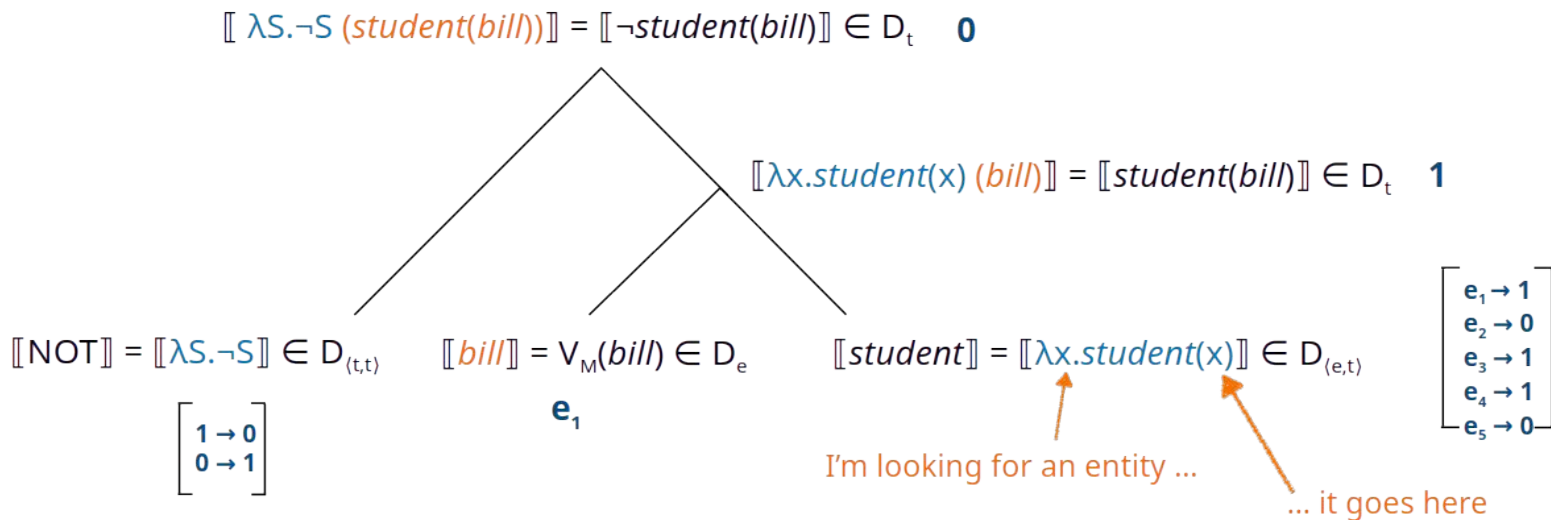 ⟦ λS.¬S (student(bill))⟧ = ⟦¬student(bill)⟧ ∈ Dₜ 0
⟦λx.student(x) (bill)⟧ = ⟦student(bill)⟧ ∈ Dₜ 1
⟦NOT⟧ = ⟦λS.¬S⟧ ∈ D⟨t,t⟩
1 → 0
0 → 1
⟦bill⟧ = V_M(bill) ∈ Dₑ
e₁
⟦student⟧ = ⟦λx.student(x)⟧ ∈ D⟨e,t⟩
e₁ → 1
e₂ → 0
e₃ → 1
e₄ → 1
e₅ → 0
I'm looking for an entity ...
... it goes here